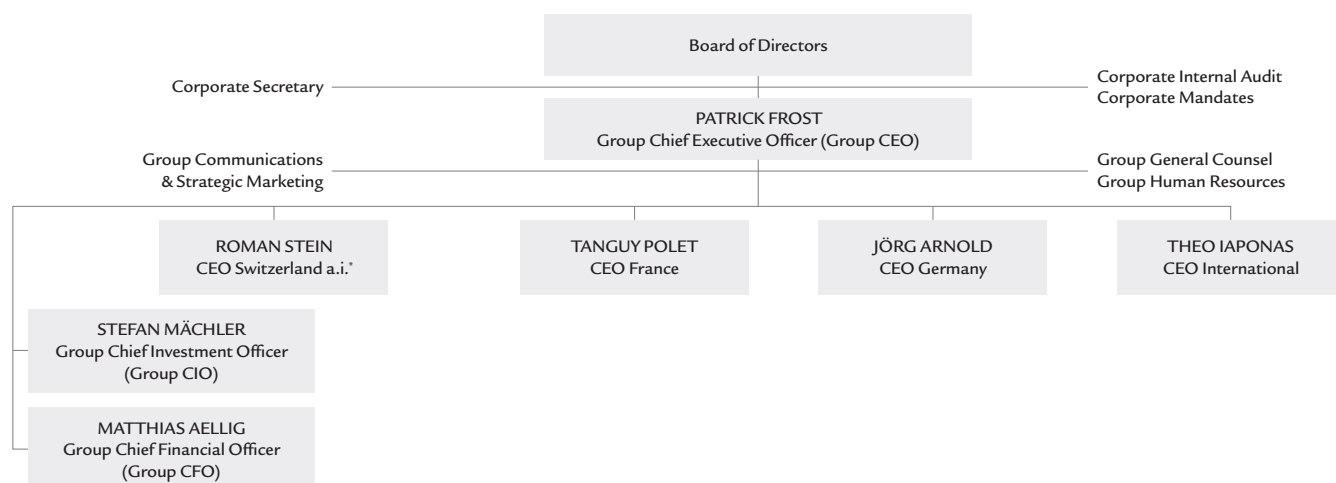 Board of Directors
Corporate Secretary
Corporate Internal Audit
Corporate Mandates
PATRICK FROST
Group Chief Executive Officer (Group CEO)
Group Communications
& Strategic Marketing
Group General Counsel
Group Human Resources
ROMAN STEIN
CEO Switzerland a.i.*
TANGUY POLET
CEO France
JÖRG ARNOLD
CEO Germany
THEO IAPONAS
CEO International
STEFAN MÄCHLER
Group Chief Investment Officer
(Group CIO)
MATTHIAS AELLIG
Group Chief Financial Officer
(Group CFO)